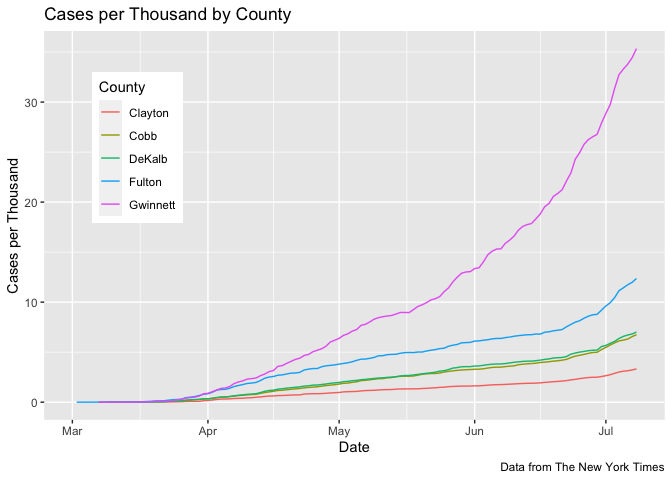 Cases per Thousand by County
Cases per Thousand
30
20
10
0
County
Clayton
Cobb
DeKalb
Fulton
Gwinnett
Mar Apr May Jun Jul
Date
Data from The New York Times